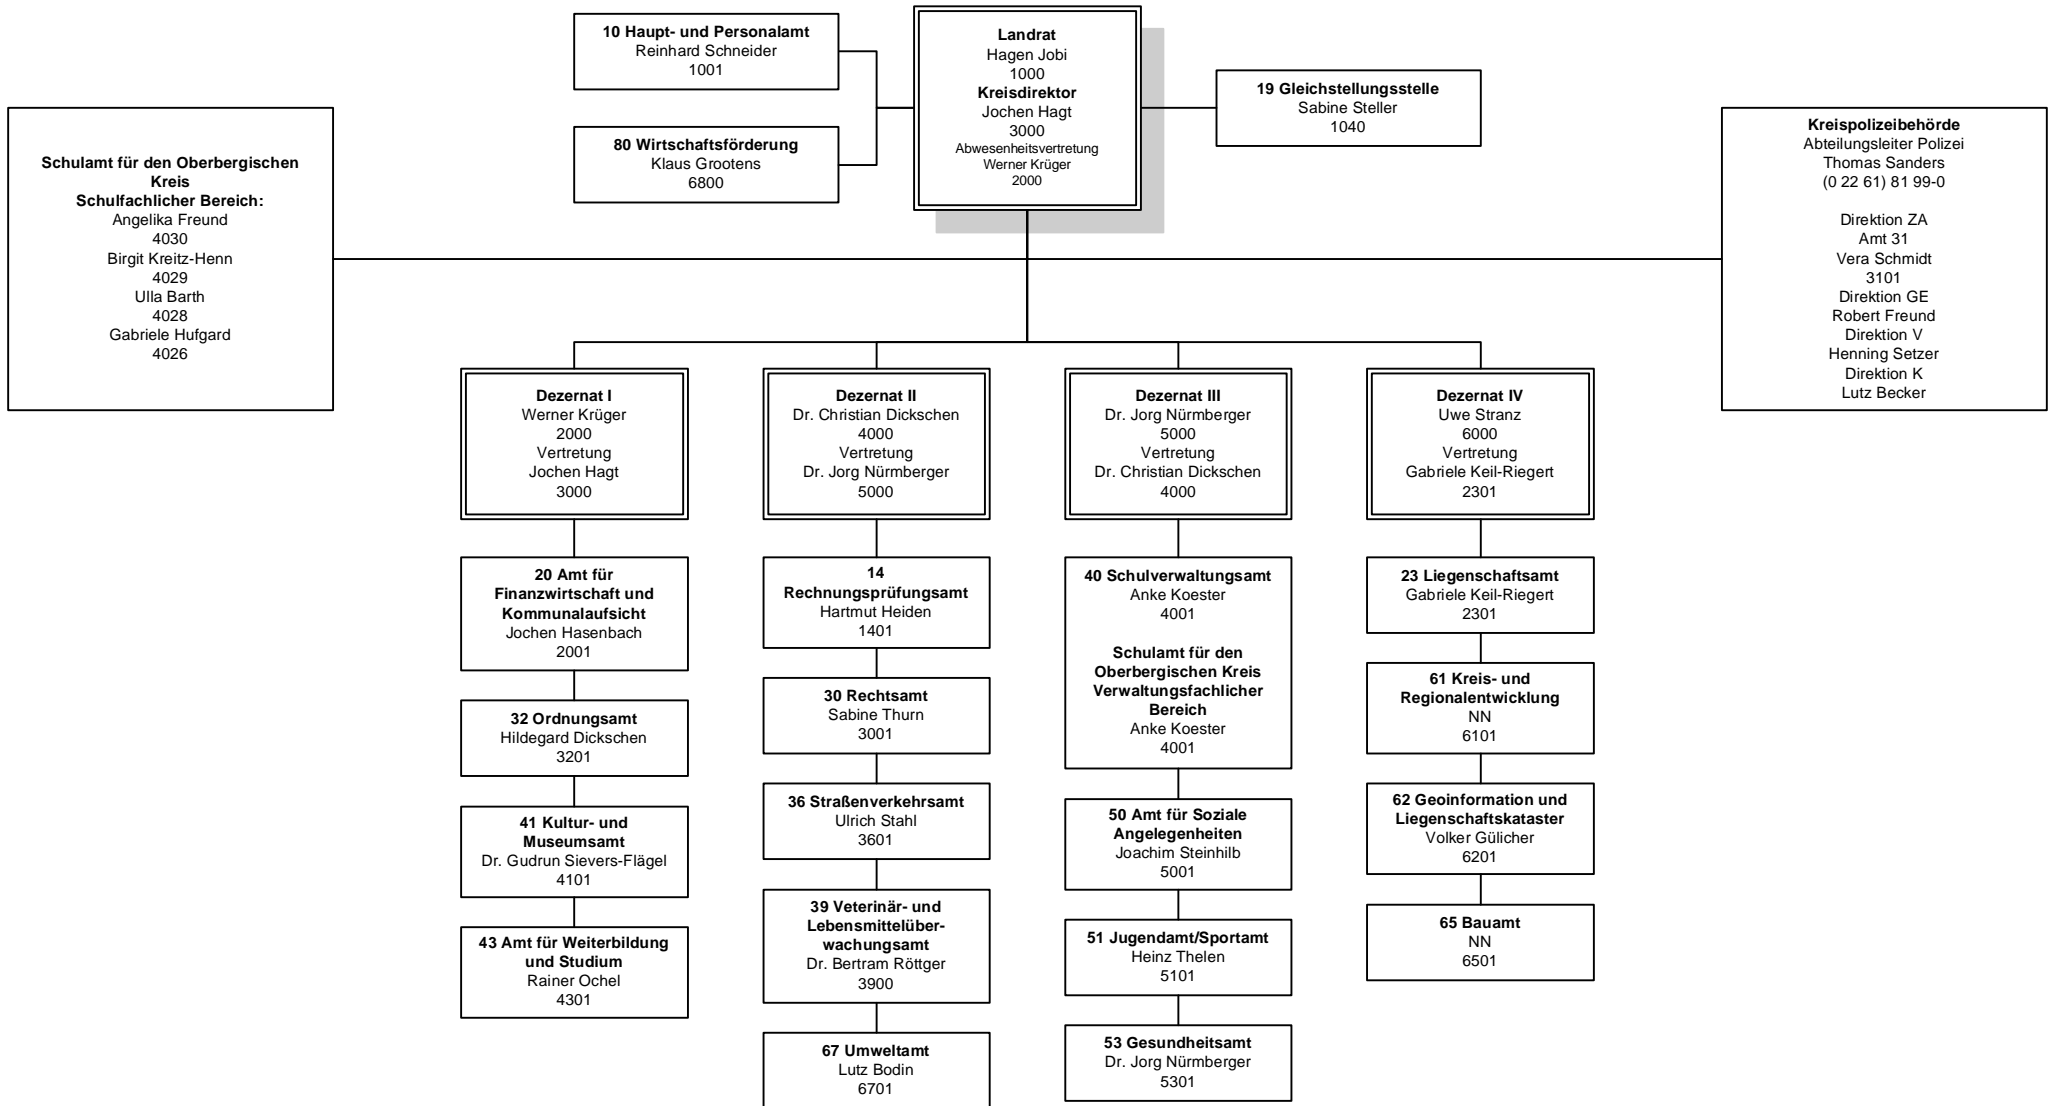 10 Haupt- und Personalamt
Reinhard Schneider
1001
80 Wirtschaftsförderung
Klaus Grootens
6800
Landrat
Hagen Jobi
1000
Kreisdirektor
Jochen Hagt
3000
Abwesenheitsvertretung
Werner Krüger
2000
19 Gleichstellungsstelle
Sabine Steller
1040
Schulamt für den Oberbergischen
Kreis
Schulfachlicher Bereich:
Angelika Freund
4030
Birgit Kreitz-Henn
4029
Ulla Barth
4028
Gabriele Hufgard
4026
Kreispolizeibehörde
Abteilungsleiter Polizei
Thomas Sanders
(0 22 61) 81 99-0
Direktion ZA
Amt 31
Vera Schmidt
3101
Direktion GE
Robert Freund
Direktion V
Henning Setzer
Direktion K
Lutz Becker
Dezernat I
Werner Krüger
2000
Vertretung
Jochen Hagt
3000
20 Amt für
Finanzwirtschaft und
Kommunalaufsicht
Jochen Hasenbach
2001
32 Ordnungsamt
Hildegard Dickschen
3201
41 Kultur- und
Museumsamt
Dr. Gudrun Sievers-Flägel
4101
43 Amt für Weiterbildung
und Studium
Rainer Ochel
4301
Dezernat II
Dr. Christian Dickschen
4000
Vertretung
Dr. Jorg Nürmberger
5000
14
Rechnungsprüfungsamt
Hartmut Heiden
1401
30 Rechtsamt
Sabine Thurn
3001
36 Straßenverkehrsamt
Ulrich Stahl
3601
39 Veterinär- und
Lebensmittelüber-
wachungsamt
Dr. Bertram Röttger
3900
67 Umweltamt
Lutz Bodin
6701
Dezernat III
Dr. Jorg Nürmberger
5000
Vertretung
Dr. Christian Dickschen
4000
40 Schulverwaltungsamt
Anke Koester
4001
Schulamt für den
Oberbergischen Kreis
Verwaltungsfachlicher
Bereich
Anke Koester
4001
50 Amt für Soziale
Angelegenheiten
Joachim Steinhilb
5001
51 Jugendamt/Sportamt
Heinz Thelen
5101
53 Gesundheitsamt
Dr. Jorg Nürmberger
5301
Dezernat IV
Uwe Stranz
6000
Vertretung
Gabriele Keil-Riegert
2301
23 Liegenschaftsamt
Gabriele Keil-Riegert
2301
61 Kreis- und
Regionalentwicklung
NN
6101
62 Geoinformation und
Liegenschaftskataster
Volker Gülicher
6201
65 Bauamt
NN
6501